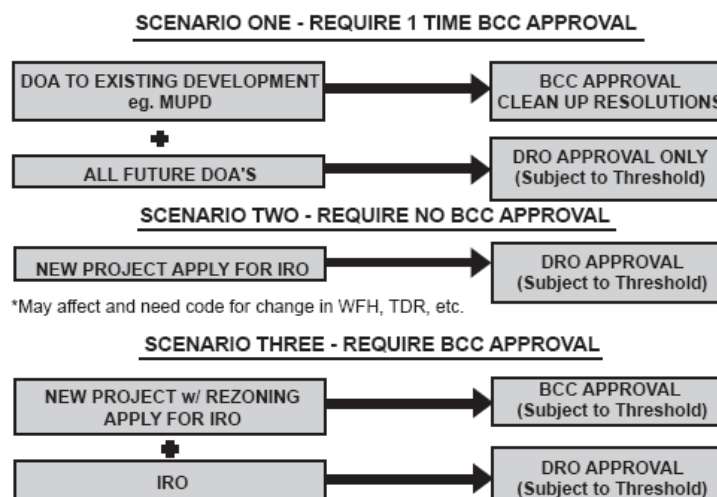 SCENARIO ONE - REQUIRE 1 TIME BCC APPROVAL
DOA TO EXISTING DEVELOPMENT
eg. MUPD
BCC APPROVAL
CLEAN UP RESOLUTIONS
ALL FUTURE DOA'S
DRO APPROVAL ONLY
(Subject to Threshold)
SCENARIO TWO - REQUIRE NO BCC APPROVAL
NEW PROJECT APPLY FOR IRO
DRO APPROVAL
(Subject to Threshold)
*May affect and need code for change in WFH, TDR, etc.
SCENARIO THREE - REQUIRE BCC APPROVAL
NEW PROJECT w/ REZONING
APPLY FOR IRO
BCC APPROVAL
(Subject to Threshold)
IRO
DRO APPROVAL
(Subject to Threshold)